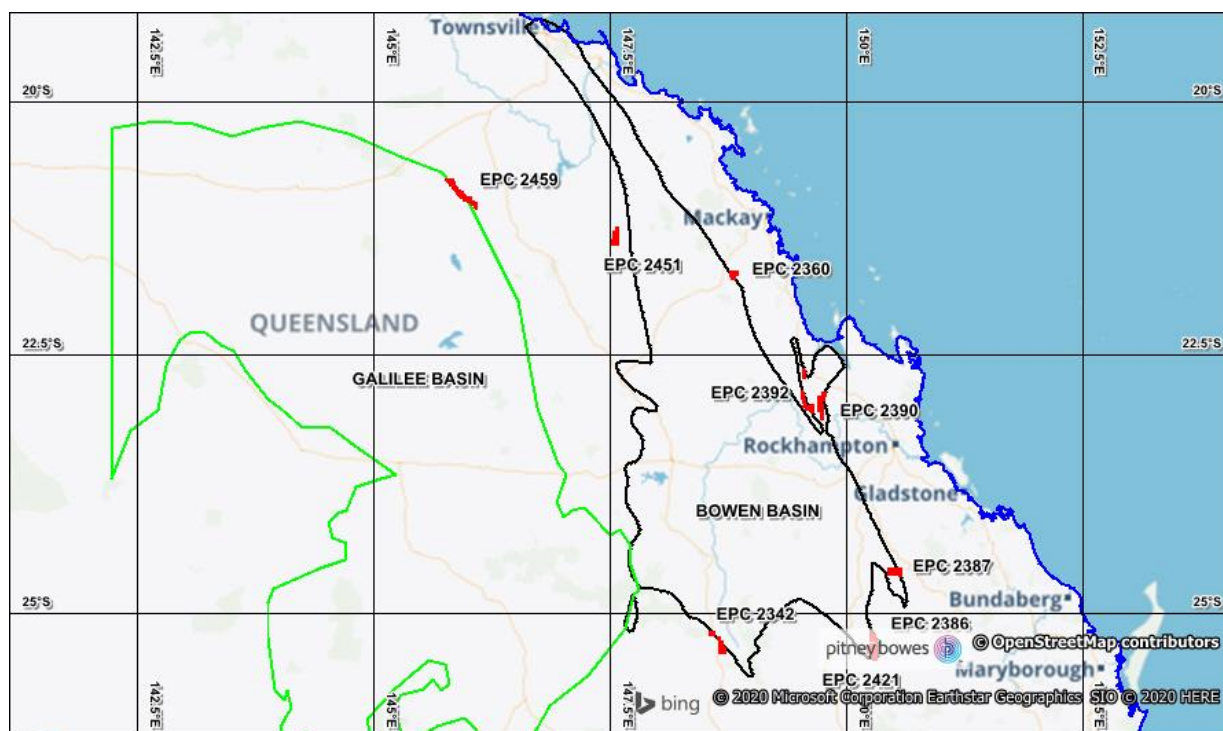 142.5°E
145°E
147.5°E
150°E
152.5°E
Townsville
20°S
20°S
EPC 2459
Mackay
EPC 2451
EPC 2360
QUEENSLAND
22.5°S
22.5°S
GALILEE BASIN
EPC 2392
EPC 2390
Rockhampton
Gladstone
BOWEN BASIN
EPC 2387
Bundaberg
25°S
25°S
EPC 2342
EPC 2386
pitney bowes
© OpenStreetMap contributors
Maryborough
EPC 2421
142.5°E
145°E
147.5°E
bing
© 2020 Microsoft Corporation Earthstar Geographics SIO © 2020 HERE